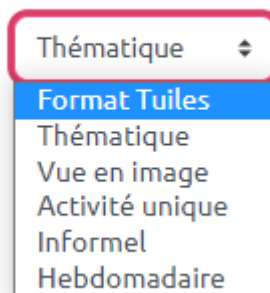 Thématique
Format Tuiles
Thématique
Vue en image
Activité unique
Informel
Hebdomadaire